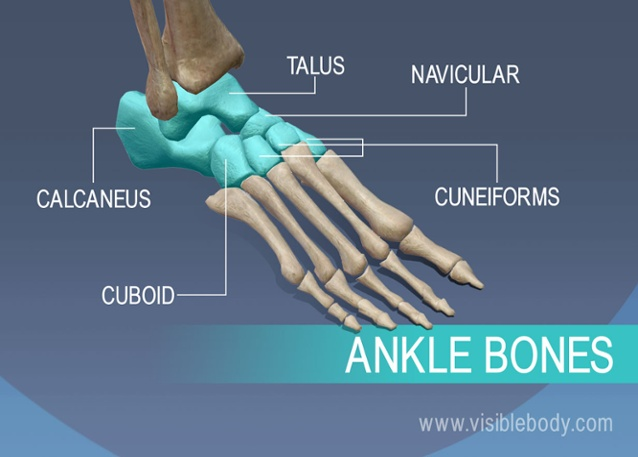 TALUS
NAVICULAR
CALCANEUS
CUNEIFORMS
CUBOID
ANKLE BONES
www.visiblebody.com